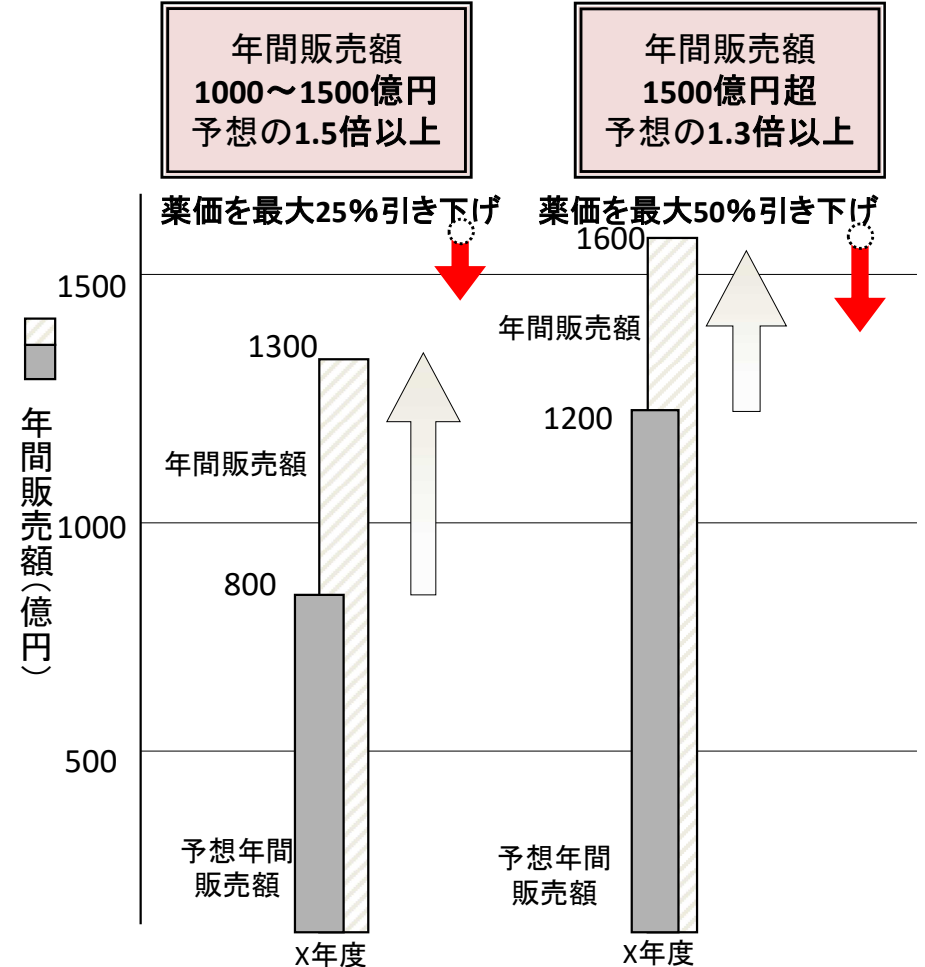 年間販売額
1000～1500億円
予想の1.5倍以上
年間販売額
1500億円超
予想の1.3倍以上
薬価を最大25%引き下げ
薬価を最大50%引き下げ
1600
1500
年間販売額
1300
1200
年間販売額
1000
800
500
予想年間
販売額
予想年間
販売額
X年度
X年度
年間販売額(億円)